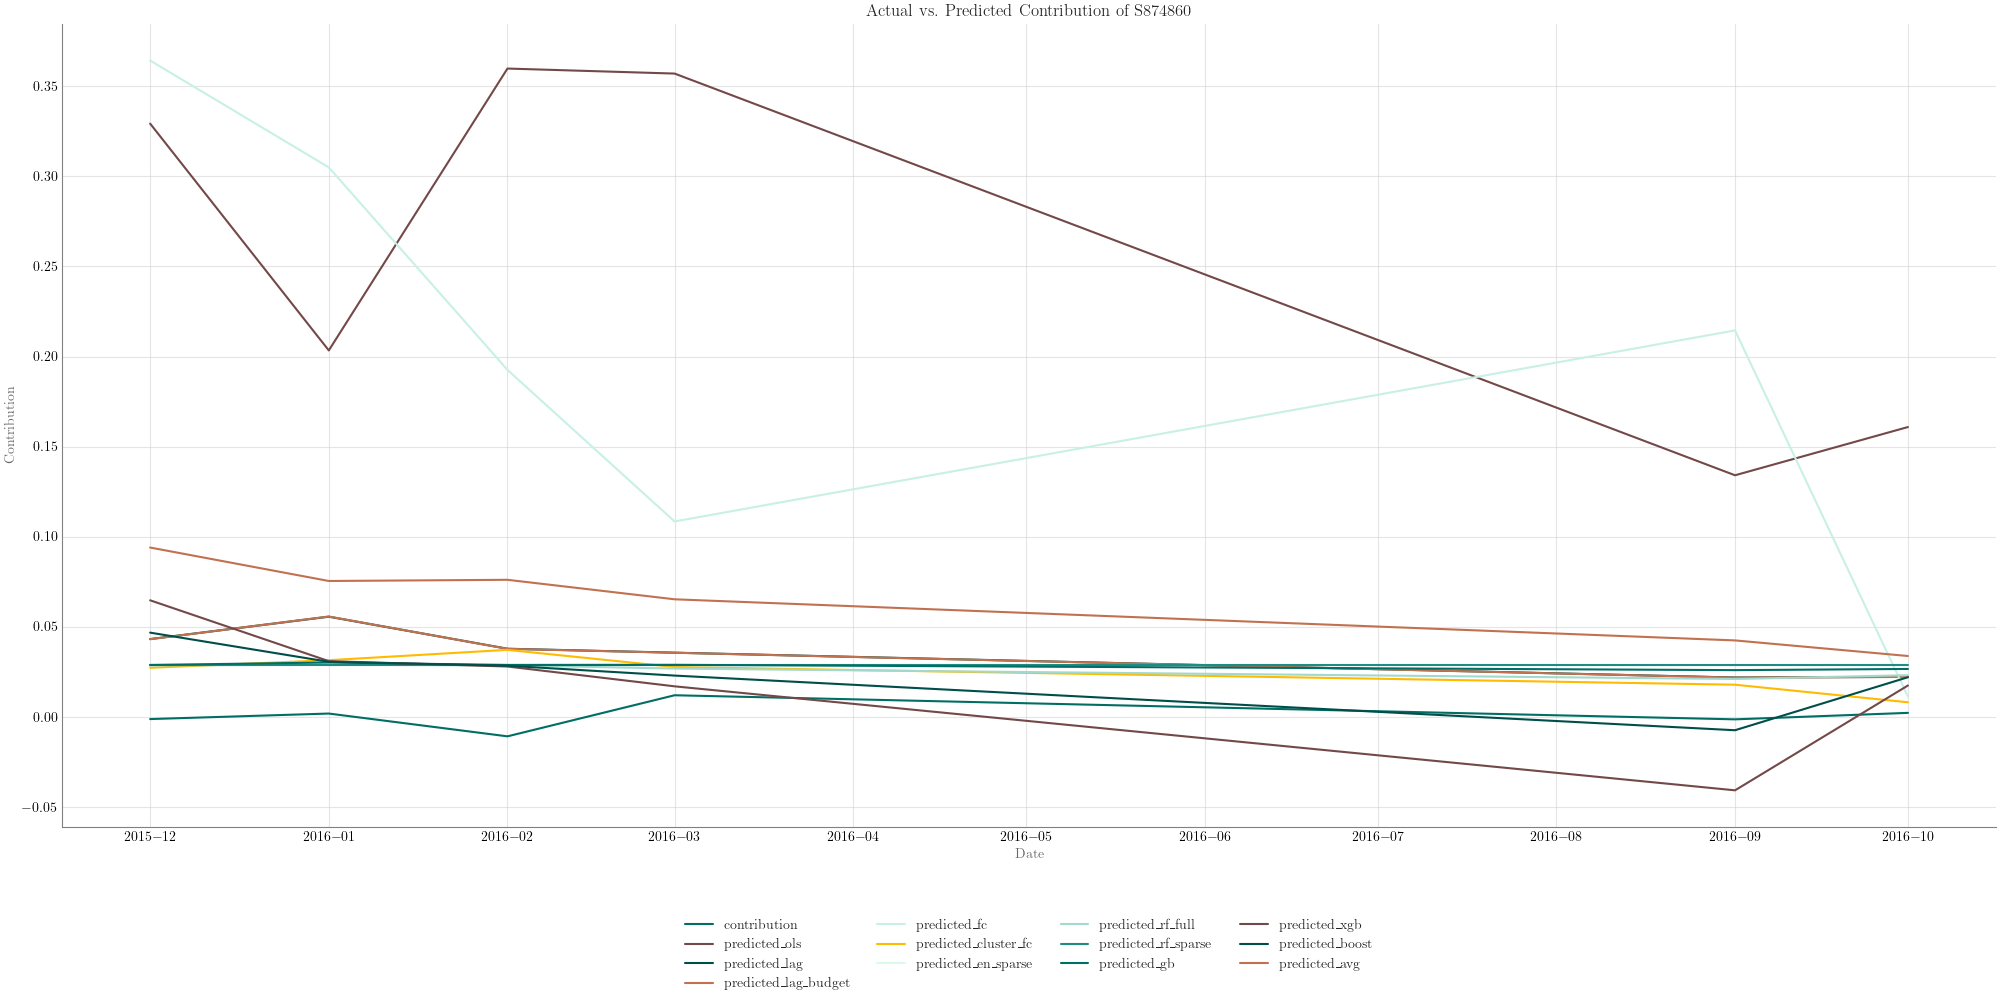 Actual vs. Predicted Contribution of S874860
Contribution
0.35
0.30
0.25
0.20
0.15
0.10
0.05
0.00
−0.05
2015−12 2016−01 2016−02 2016−03 2016−04 2016−05 2016−06 2016−07 2016−08 2016−09 2016−10
Date
contribution predicted_fc predicted_rf_full predicted_xgb
predicted_ols predicted_cluster_fc predicted_rf_sparse predicted_boost
predicted_lag predicted_en_sparse predicted_gb predicted_avg
predicted_lag_budget